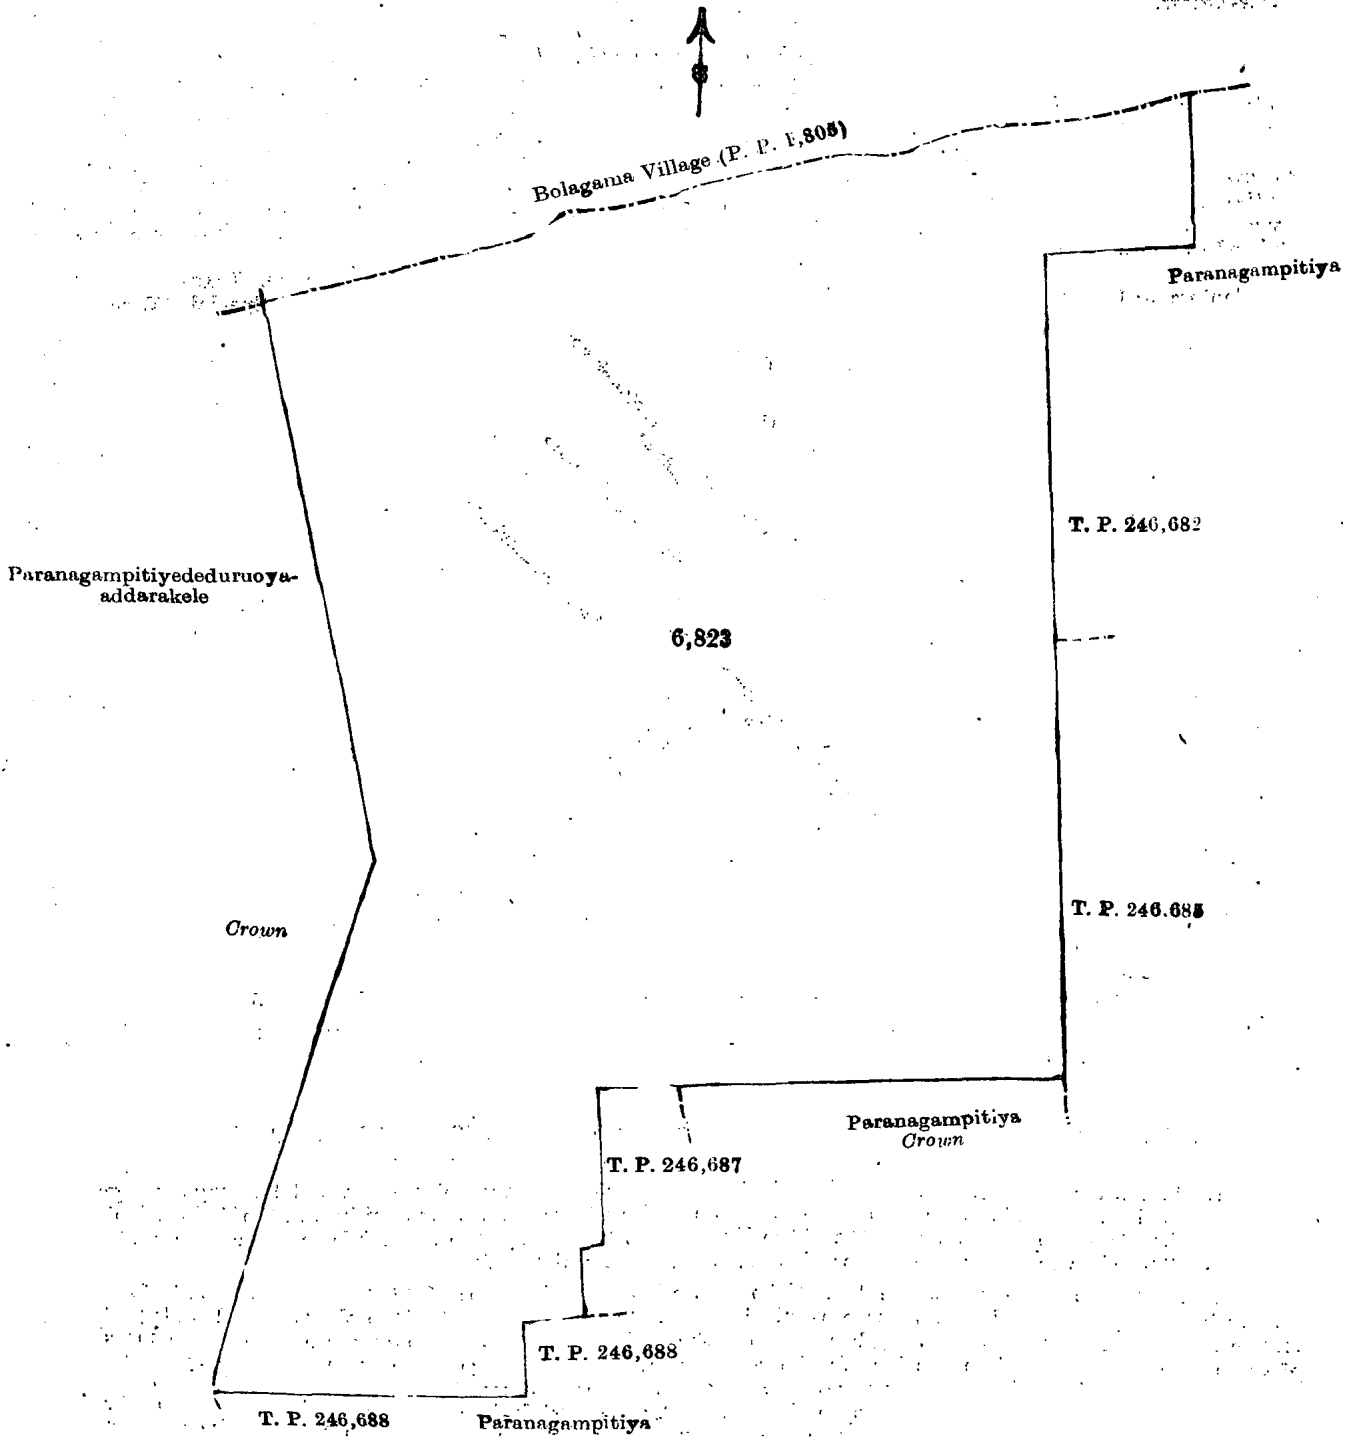 Bolagama Village (P. P. 1,805)
Paranagampitiya
T. P. 246,682
Paranagampitiyededuruoya-
addarakele
6,823
T. P. 246.685
Crown
Paranagampitiya
Crown
T. P. 246,687
T. P. 246,688
T. P. 246,688
Paranagampitiya